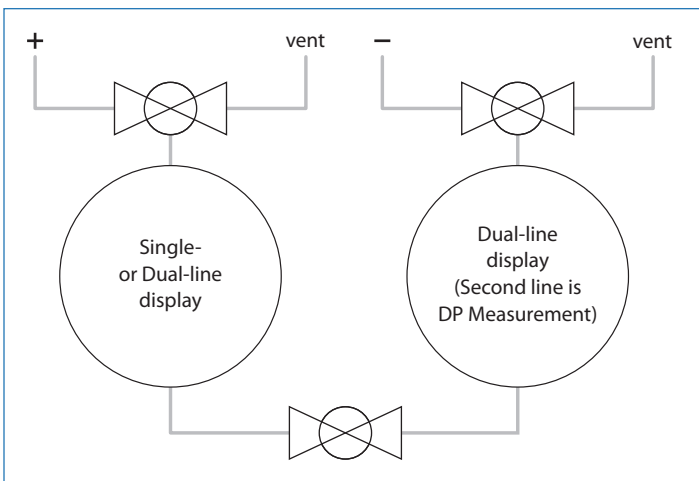 + vent − vent
Single-
or Dual-line
display
Dual-line
display
(Second line is
DP Measurement)